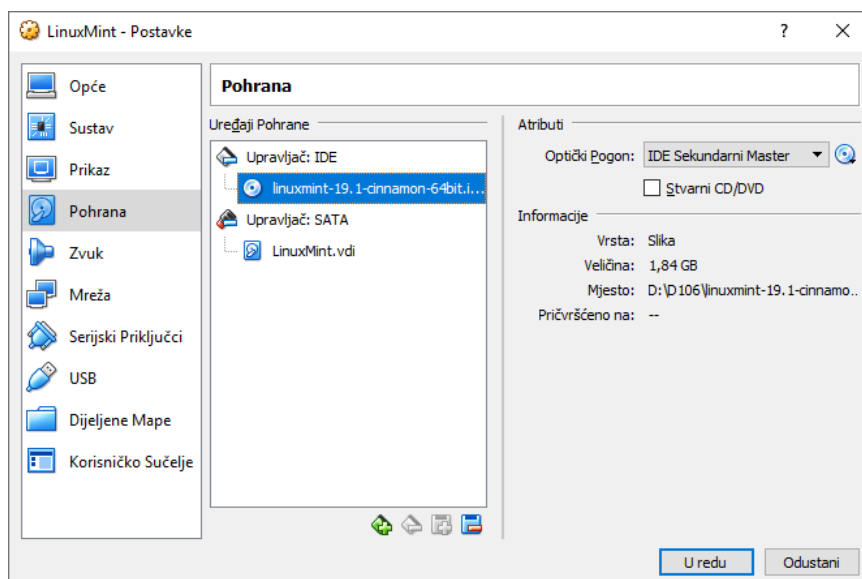 LinuxMint - Postavke
?
Opće
Sustav
Prikaz
Pohrana
Zvuk
Mreža
Serijski Priključci
USB
Dijeljene Mape
Korisničko Sučelje
Pohrana
Uređaji Pohrane
Upravljač: IDE
linuxmint-19.1-cinnamon-64bit.i...
Upravljač: SATA
LinuxMint.vdi
Atributi
Optički Pogon: IDE Sekundarni Master
Stvarni CD/DVD
Informacije
Vrsta: Slika
Veličina: 1,84 GB
Mjesto: D:\D106\linuxmint-19.1-cinnamo...
Pričvršćeno na: --
U redu Odustani